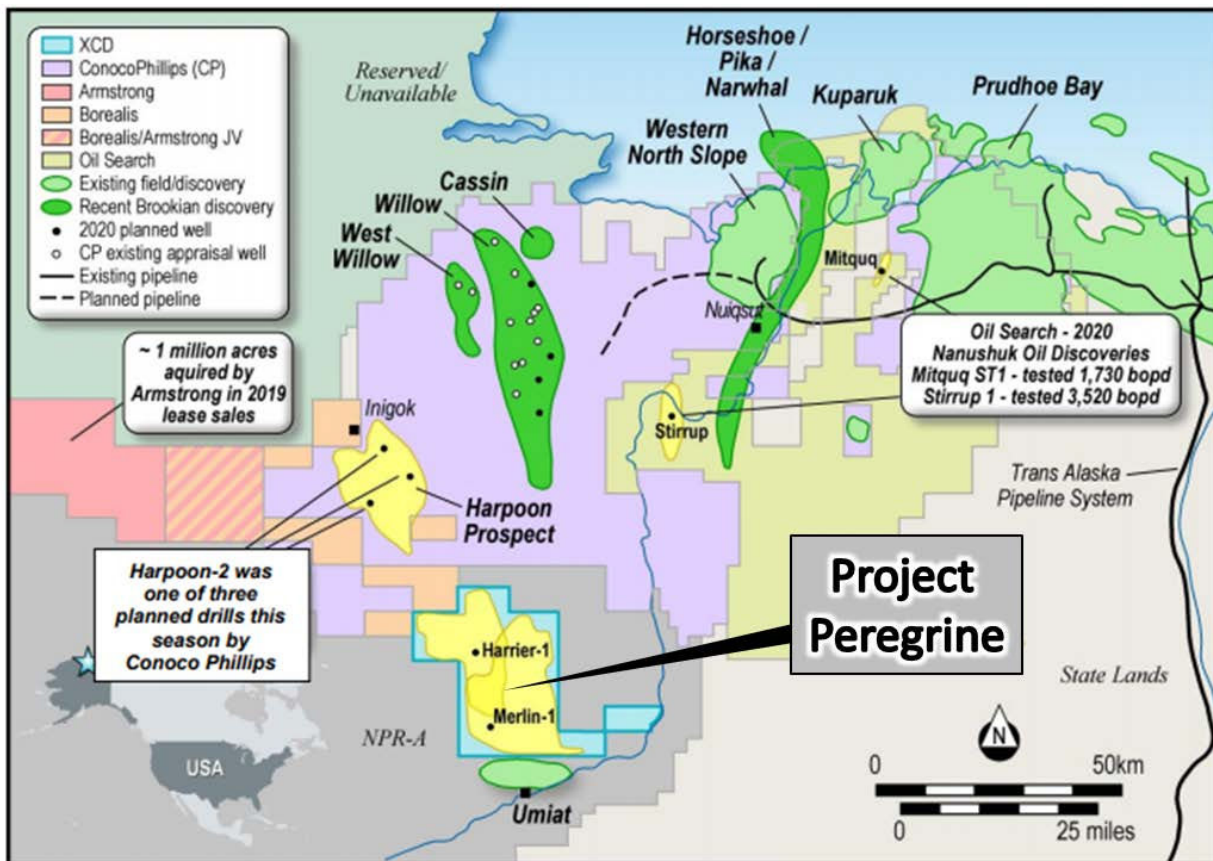 XCD
ConocoPhillips (CP)
Armstrong
Borealis
Borealis/Armstrong JV
Oil Search
Existing field/discovery
Recent Brookian discovery
2020 planned well
CP existing appraisal well
Existing pipeline
Planned pipeline
Reserved/
Unavailable
Horseshoe /
Pika /
Narwhal
Kuparuk
Prudhoe Bay
Western
North Slope
Cassin
Willow
West
Willow
Mitquq
Nuiqsut
Oil Search - 2020
Nanushuk Oil Discoveries
Mitquq ST1 - tested 1,730 bopd
Stirrup 1 - tested 3,520 bopd
~ 1 million acres
aquired by
Armstrong in 2019
lease sales
Inigok
Stirrup
Trans Alaska
Pipeline System
Harpoon
Prospect
Harpoon-2 was
one of three
planned drills this
season by
Conoco Phillips
Project
Peregrine
Harrier-1
Merlin-1
State Lands
NPR-A
USA
N
0 50km
0 25 miles
Umiat